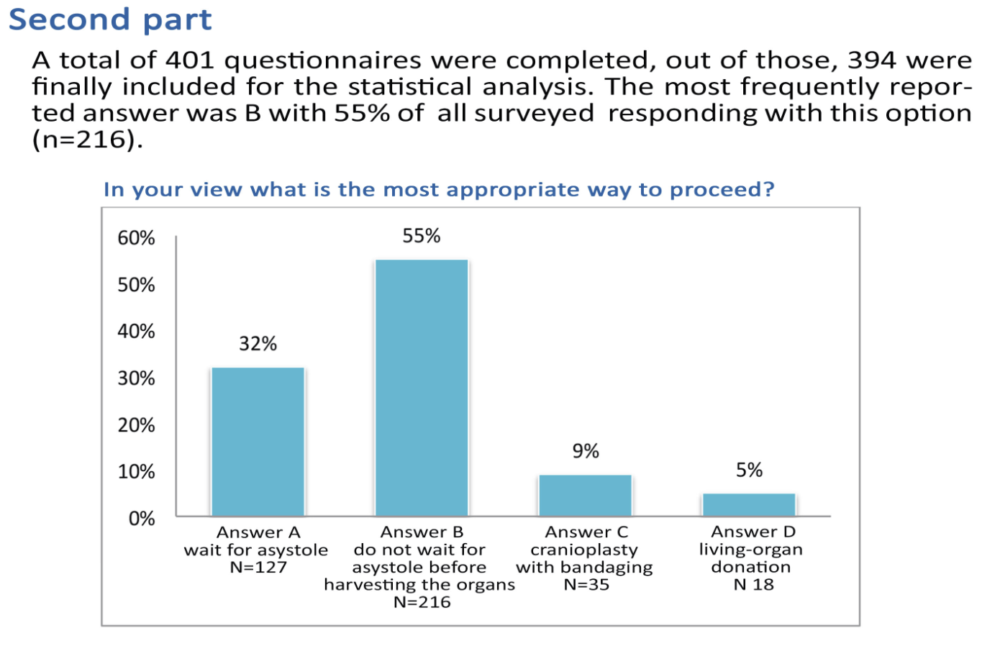 Second part
A total of 401 questionnaires were completed, out of those, 394 were
finally included for the statistical analysis. The most frequently repor-
ted answer was B with 55% of all surveyed responding with this option
(n=216).
In your view what is the most appropriate way to proceed?
60%
50%
40%
30%
20%
10%
0%
32%
55%
9%
5%
Answer A
wait for asystole
N=127
Answer B
do not wait for
asystole before
harvesting the organs
N=216
Answer C
cranioplasty
with bandaging
N=35
Answer D
living-organ
donation
N 18